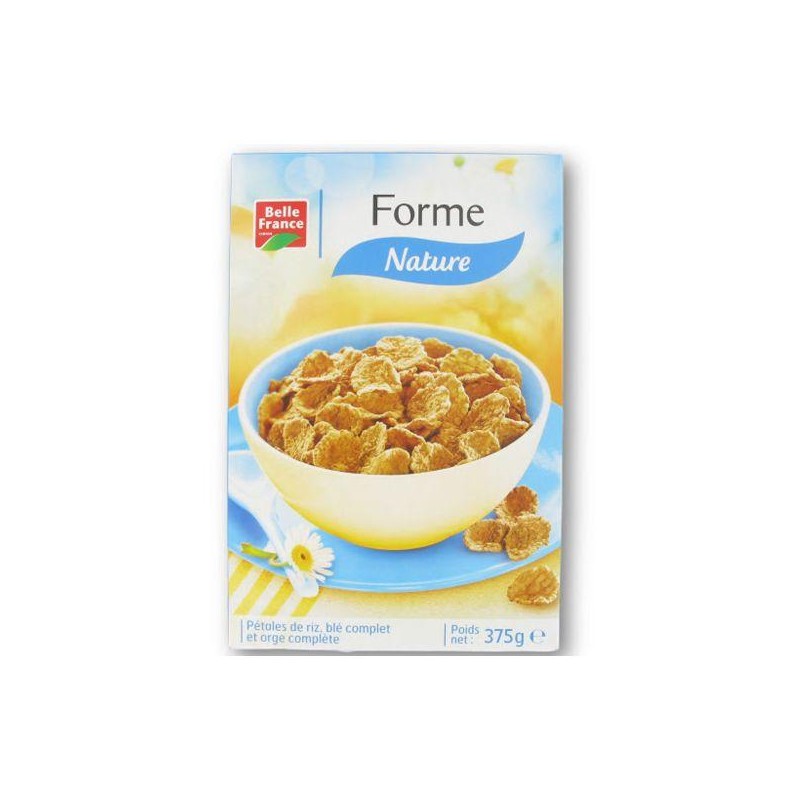 Belle
France
Forme
Nature
Pétales de riz, blé complet
et orge complète
Poids
net : 375g ℮